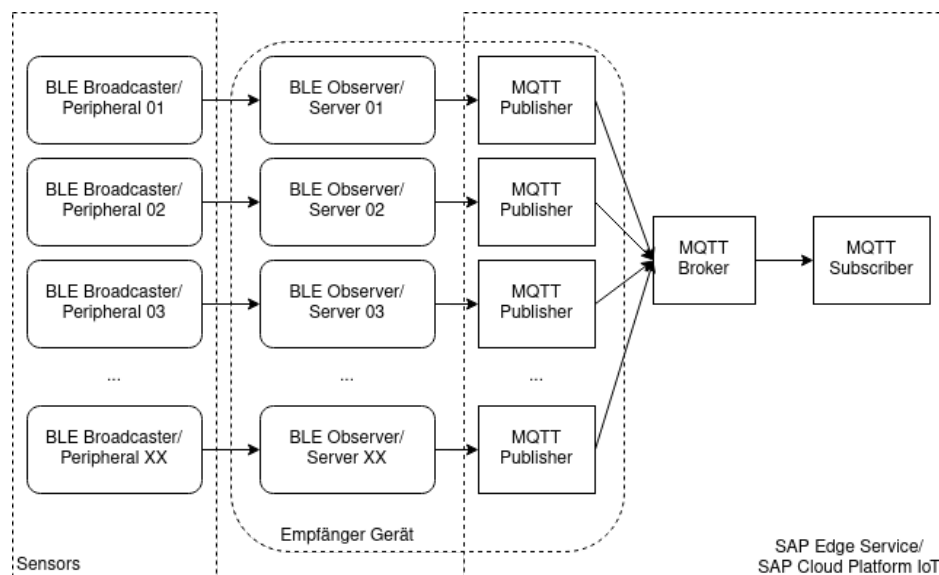 BLE Broadcaster/
Peripheral 01
BLE Observer/
Server 01
MQTT
Publisher
BLE Broadcaster/
Peripheral 02
BLE Observer/
Server 02
MQTT
Publisher
MQTT
Broker
MQTT
Subscriber
BLE Broadcaster/
Peripheral 03
BLE Observer/
Server 03
MQTT
Publisher
...
...
...
BLE Broadcaster/
Peripheral XX
BLE Observer/
Server XX
MQTT
Publisher
Empfänger Gerät
Sensors
SAP Edge Service/
SAP Cloud Platform IoT